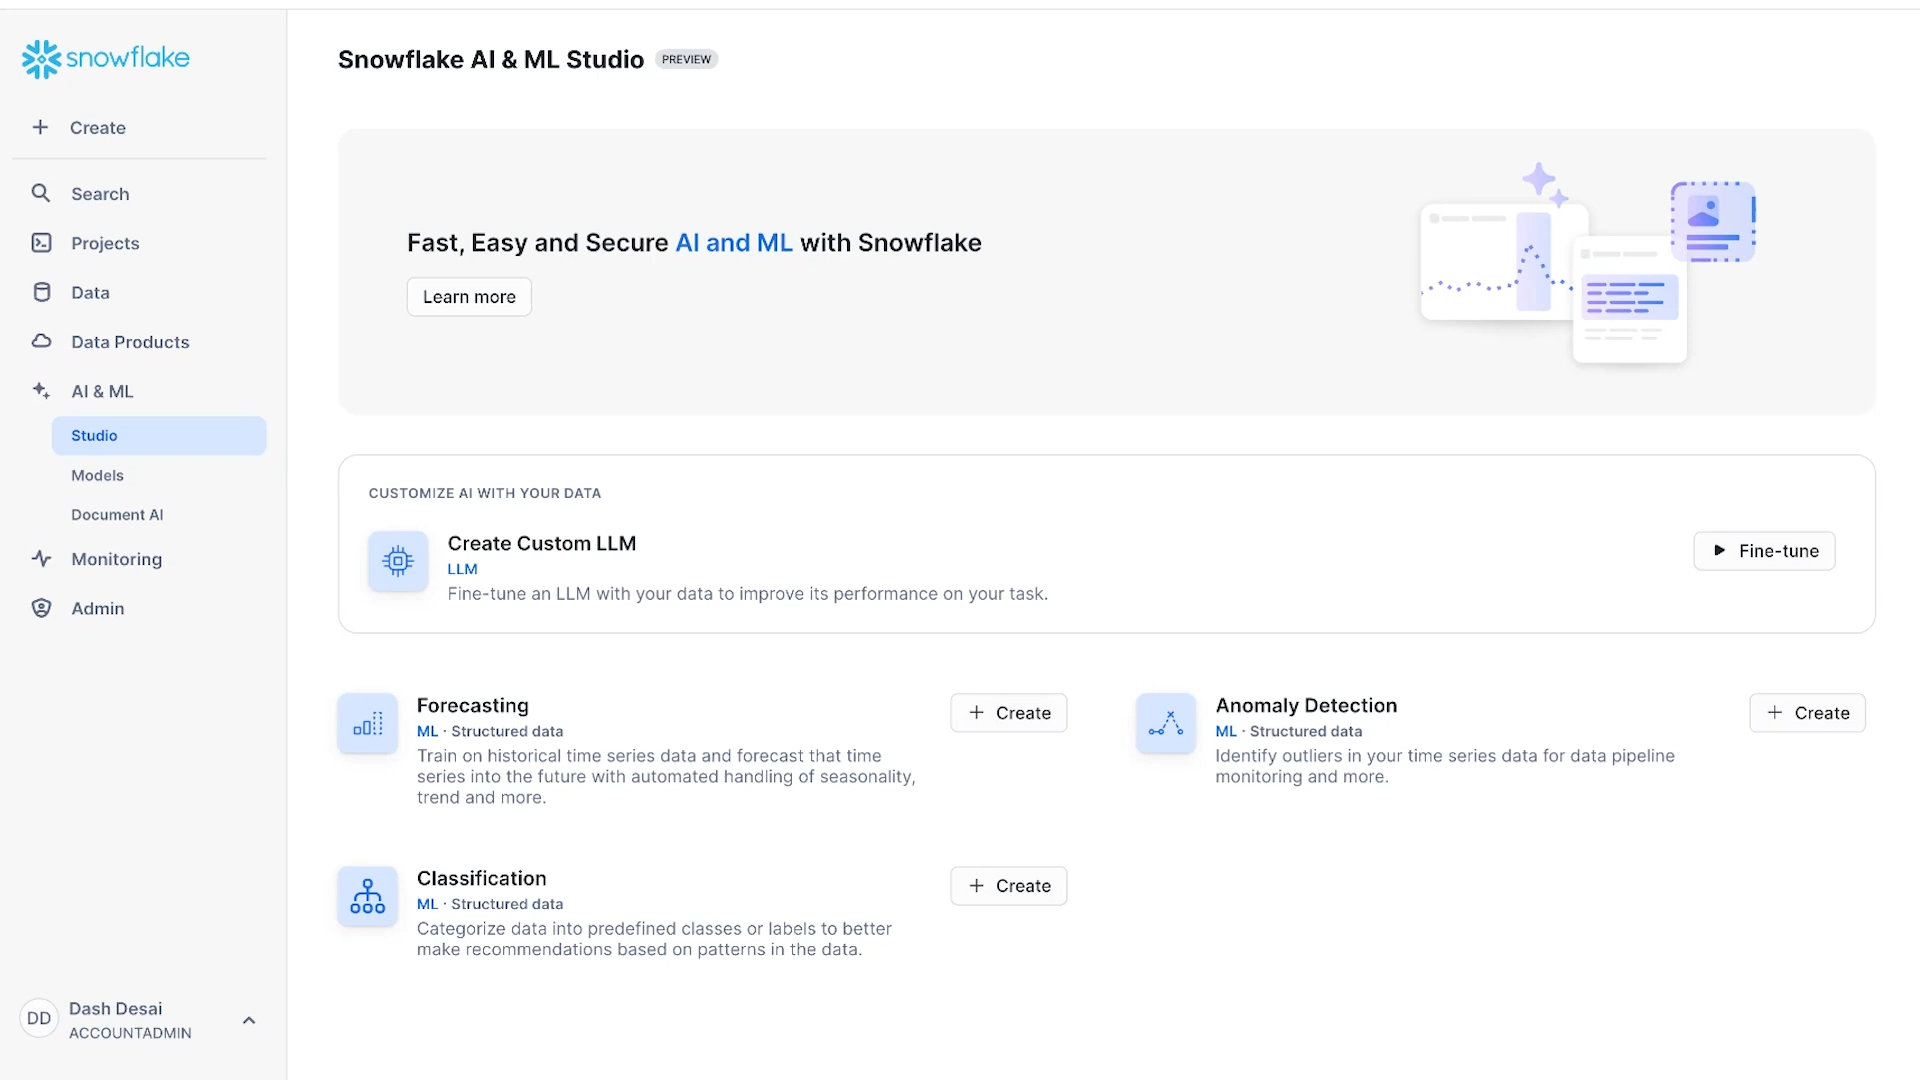 snowflake
Create
Search
Projects
Data
Data Products
AI & ML
Studio
Models
Document AI
Monitoring
Admin
DD
Dash Desai
ACCOUNTADMIN
Snowflake AI & ML Studio PREVIEW
Fast, Easy and Secure AI and ML with Snowflake
Learn more
CUSTOMIZE AI WITH YOUR DATA
Create Custom LLM
LLM
Fine-tune an LLM with your data to improve its performance on your task.
Fine-tune
Forecasting
ML · Structured data
Train on historical time series data and forecast that time
series into the future with automated handling of seasonality,
trend and more.
Create
Anomaly Detection
ML · Structured data
Identify outliers in your time series data for data pipeline
monitoring and more.
Create
Classification
ML · Structured data
Categorize data into predefined classes or labels to better
make recommendations based on patterns in the data.
Create